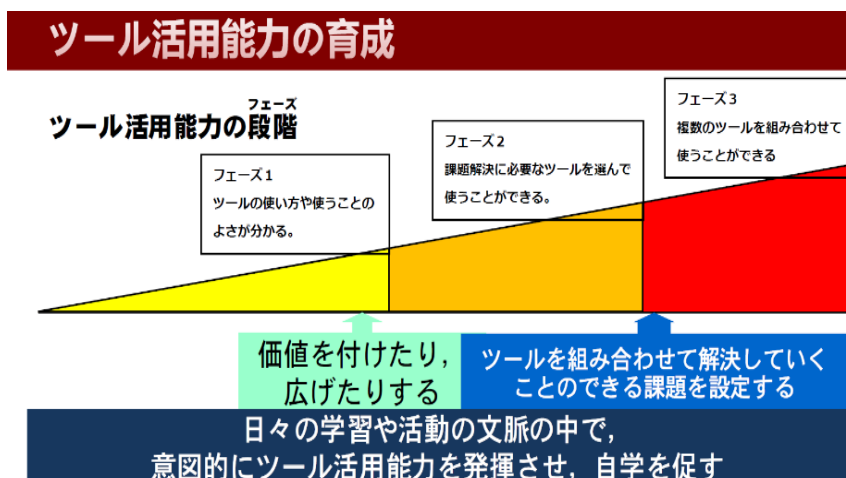 ツール活用能力の育成
フェーズ
ツール活用能力の段階
フェーズ1
ツールの使い方や使うことの
よさが分かる。
フェーズ2
課題解決に必要なツールを選んで
使うことができる。
フェーズ3
複数のツールを組み合わせて
使うことができる
価値を付けたり，
広げたりする
ツールを組み合わせて解決していく
ことのできる課題を設定する
日々の学習や活動の文脈の中で，
意図的にツール活用能力を発揮させ，自学を促す